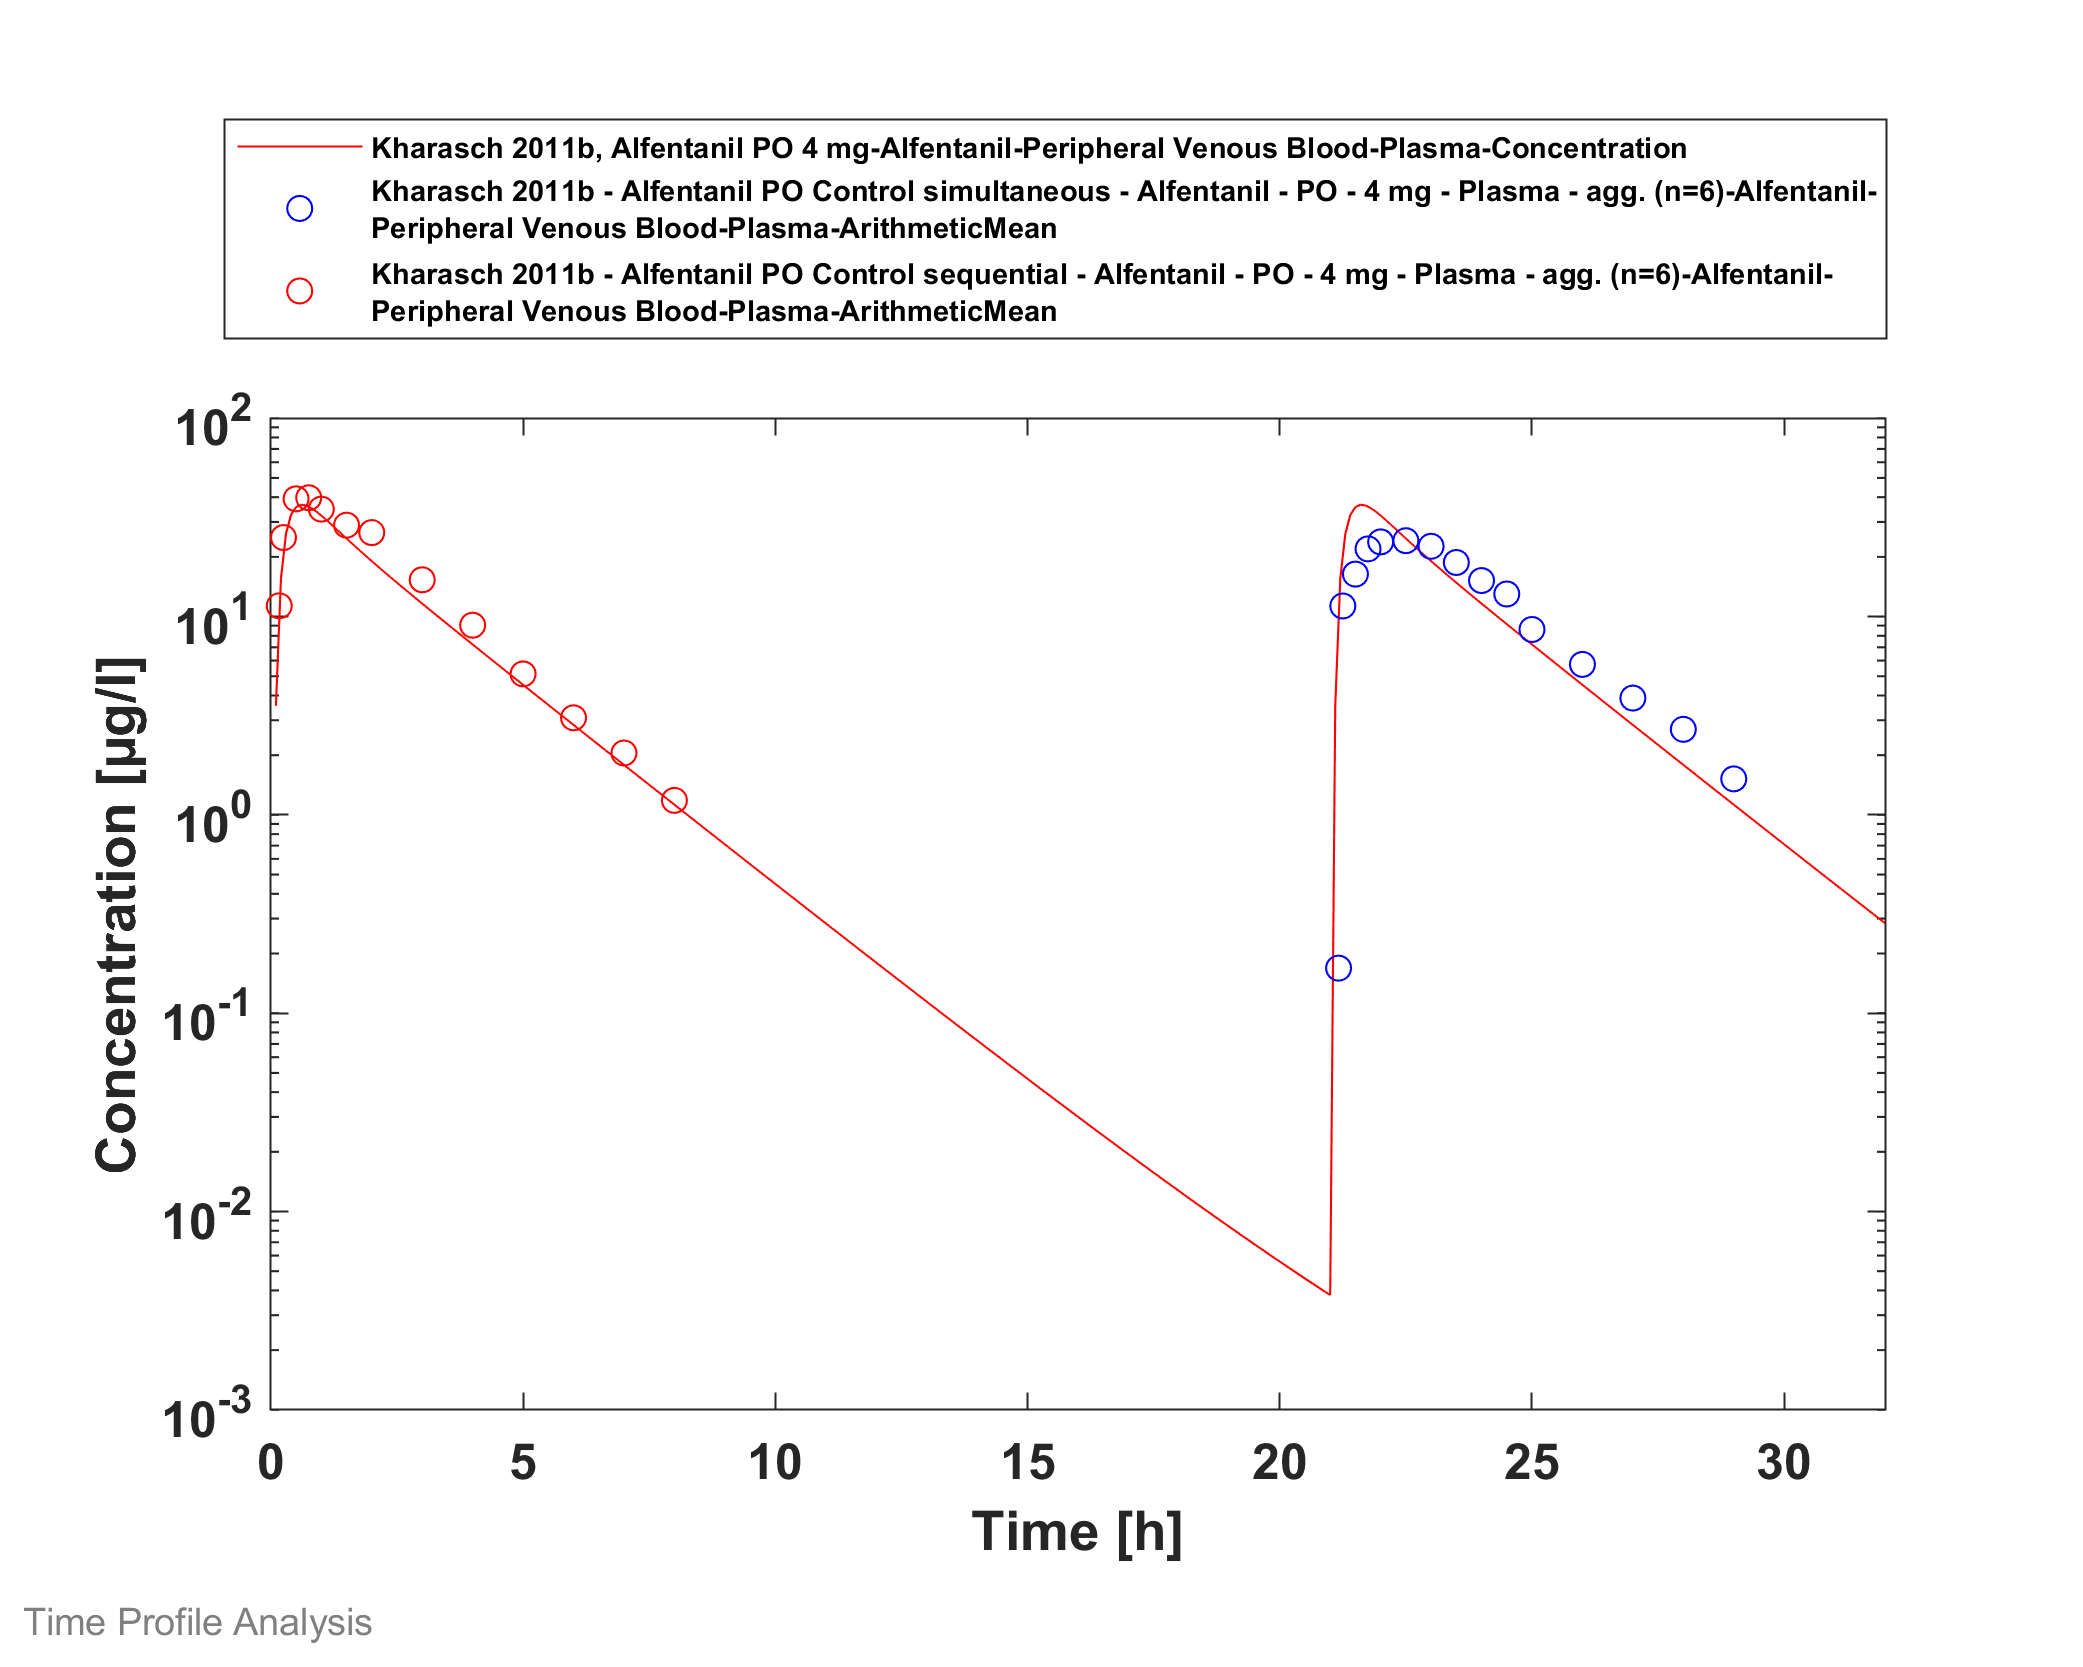 Kharasch 2011b, Alfentanil PO 4 mg-Alfentanil-Peripheral Venous Blood-Plasma-Concentration
Kharasch 2011b - Alfentanil PO Control simultaneous - Alfentanil - PO - 4 mg - Plasma - agg. (n=6)-Alfentanil-
Peripheral Venous Blood-Plasma-ArithmeticMean
Kharasch 2011b - Alfentanil PO Control sequential - Alfentanil - PO - 4 mg - Plasma - agg. (n=6)-Alfentanil-
Peripheral Venous Blood-Plasma-ArithmeticMean
10^2
10^1
10^0
10^-1
10^-2
10^-3
Concentration [µg/l]
0 5 10 15 20 25 30
Time [h]
Time Profile Analysis